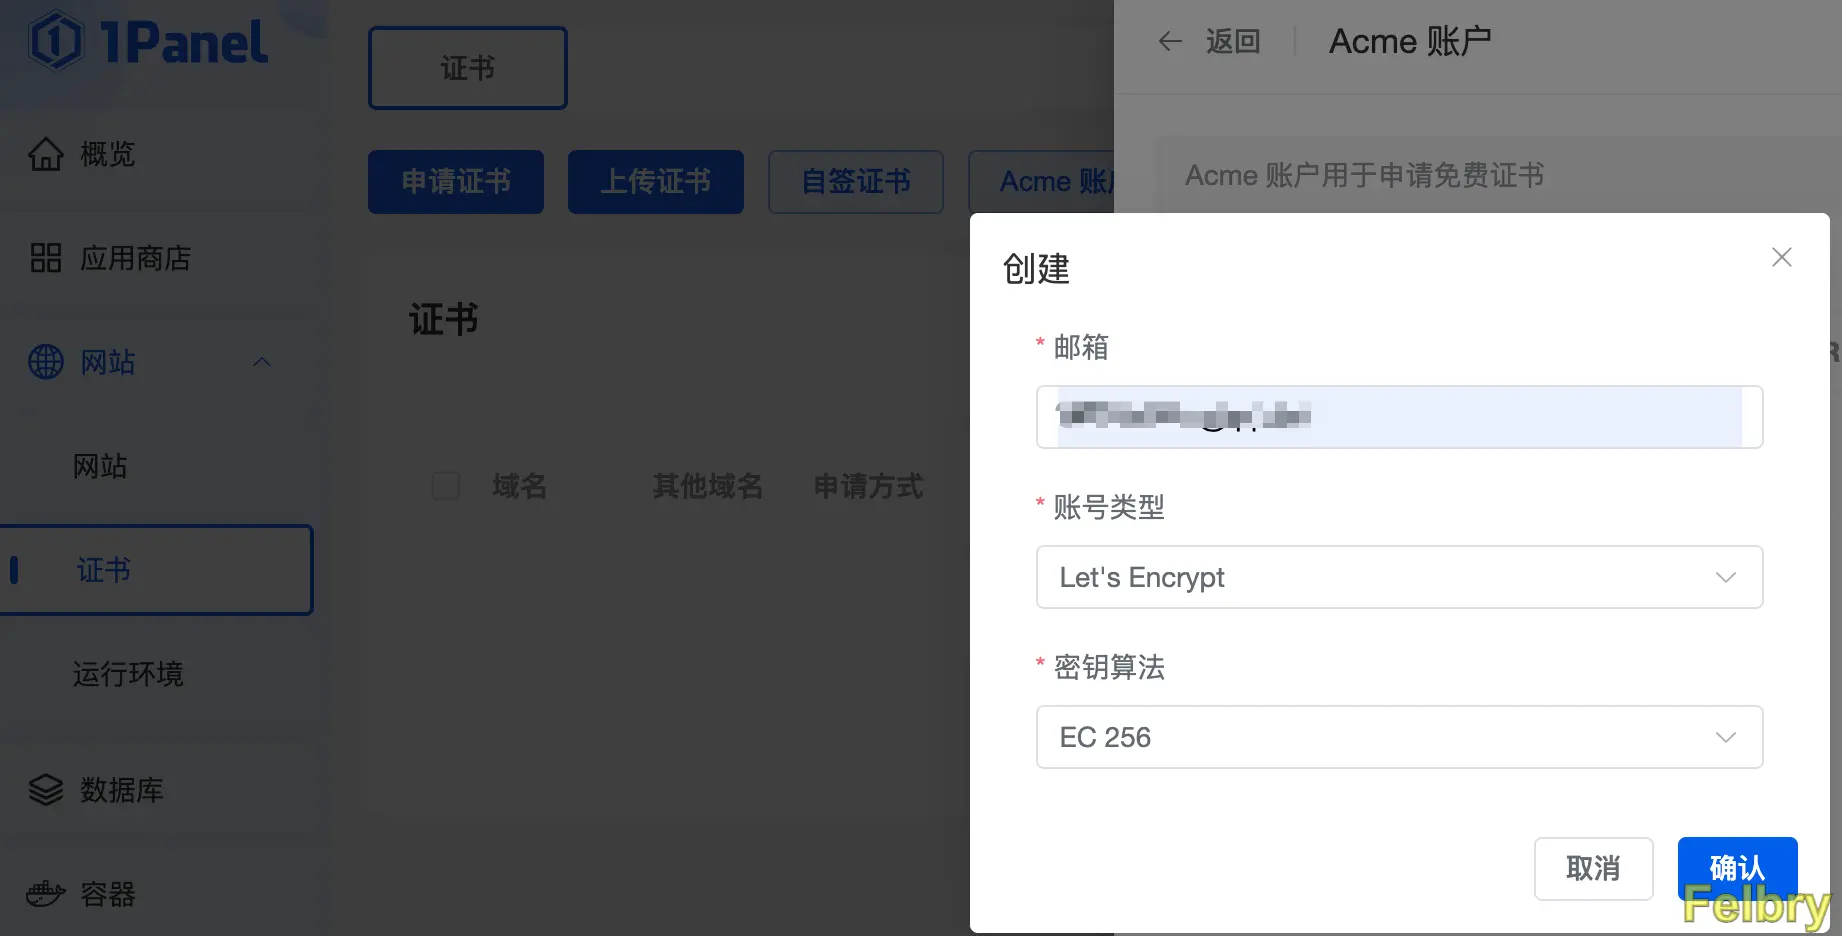 1Panel
概览
应用商店
网站
网站
证书
运行环境
数据库
容器
证书
申请证书
上传证书
自签证书
Acme 账户
证书
域名
其他域名
申请方式
返回
Acme 账户
Acme 账户用于申请免费证书
创建
* 邮箱
* 账号类型
Let's Encrypt
* 密钥算法
EC 256
取消
确认
Felbry